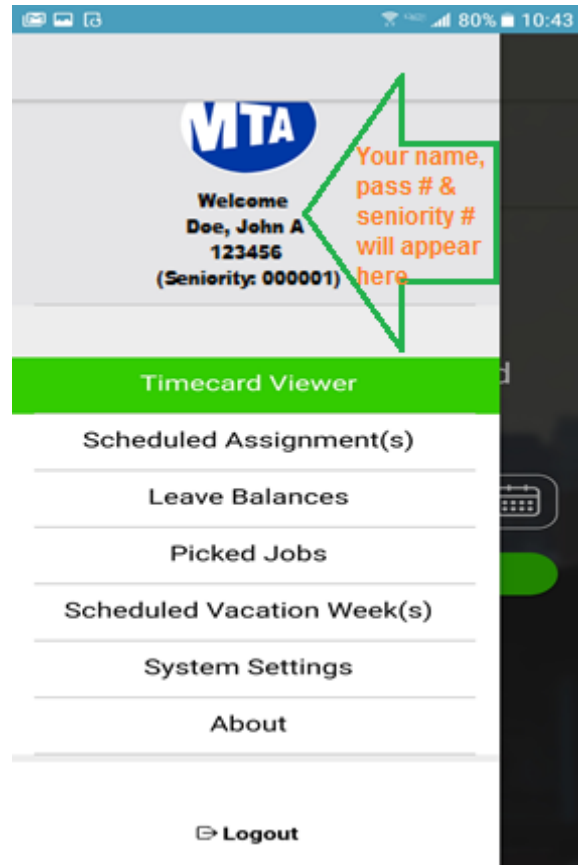 80% 10:43
MTA
Welcome
Doe, John A
123456
(Seniority: 000001)
Your name,
pass # &
seniority #
will appear
here
Timecard Viewer
d
Scheduled Assignment(s)
Leave Balances
Picked Jobs
Scheduled Vacation Week(s)
System Settings
About
Logout